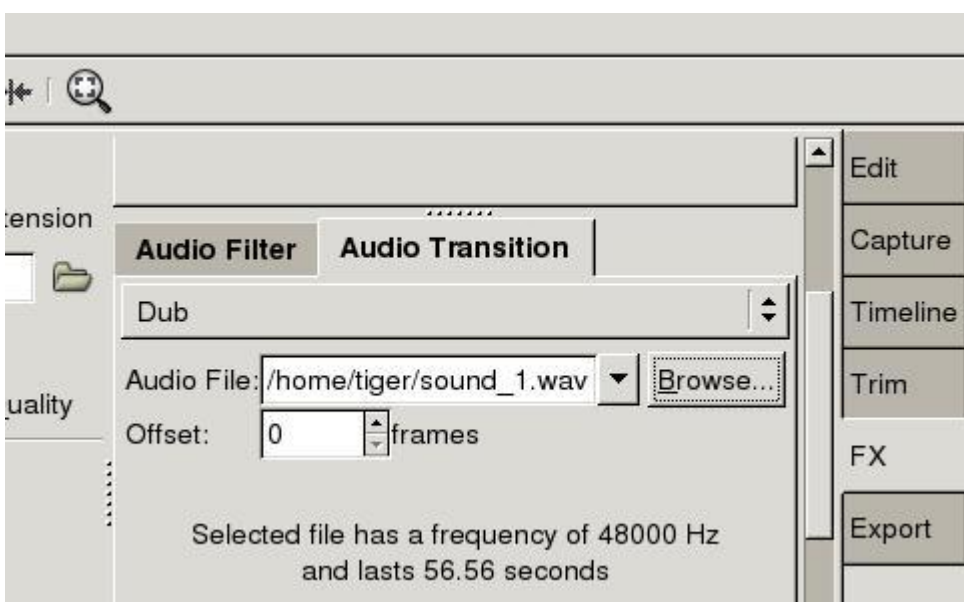 tension
uality
Audio Filter Audio Transition
Dub
Audio File: /home/tiger/sound_1.wav Browse...
Offset: 0 frames
Selected file has a frequency of 48000 Hz
and lasts 56.56 seconds
Edit
Capture
Timeline
Trim
FX
Export